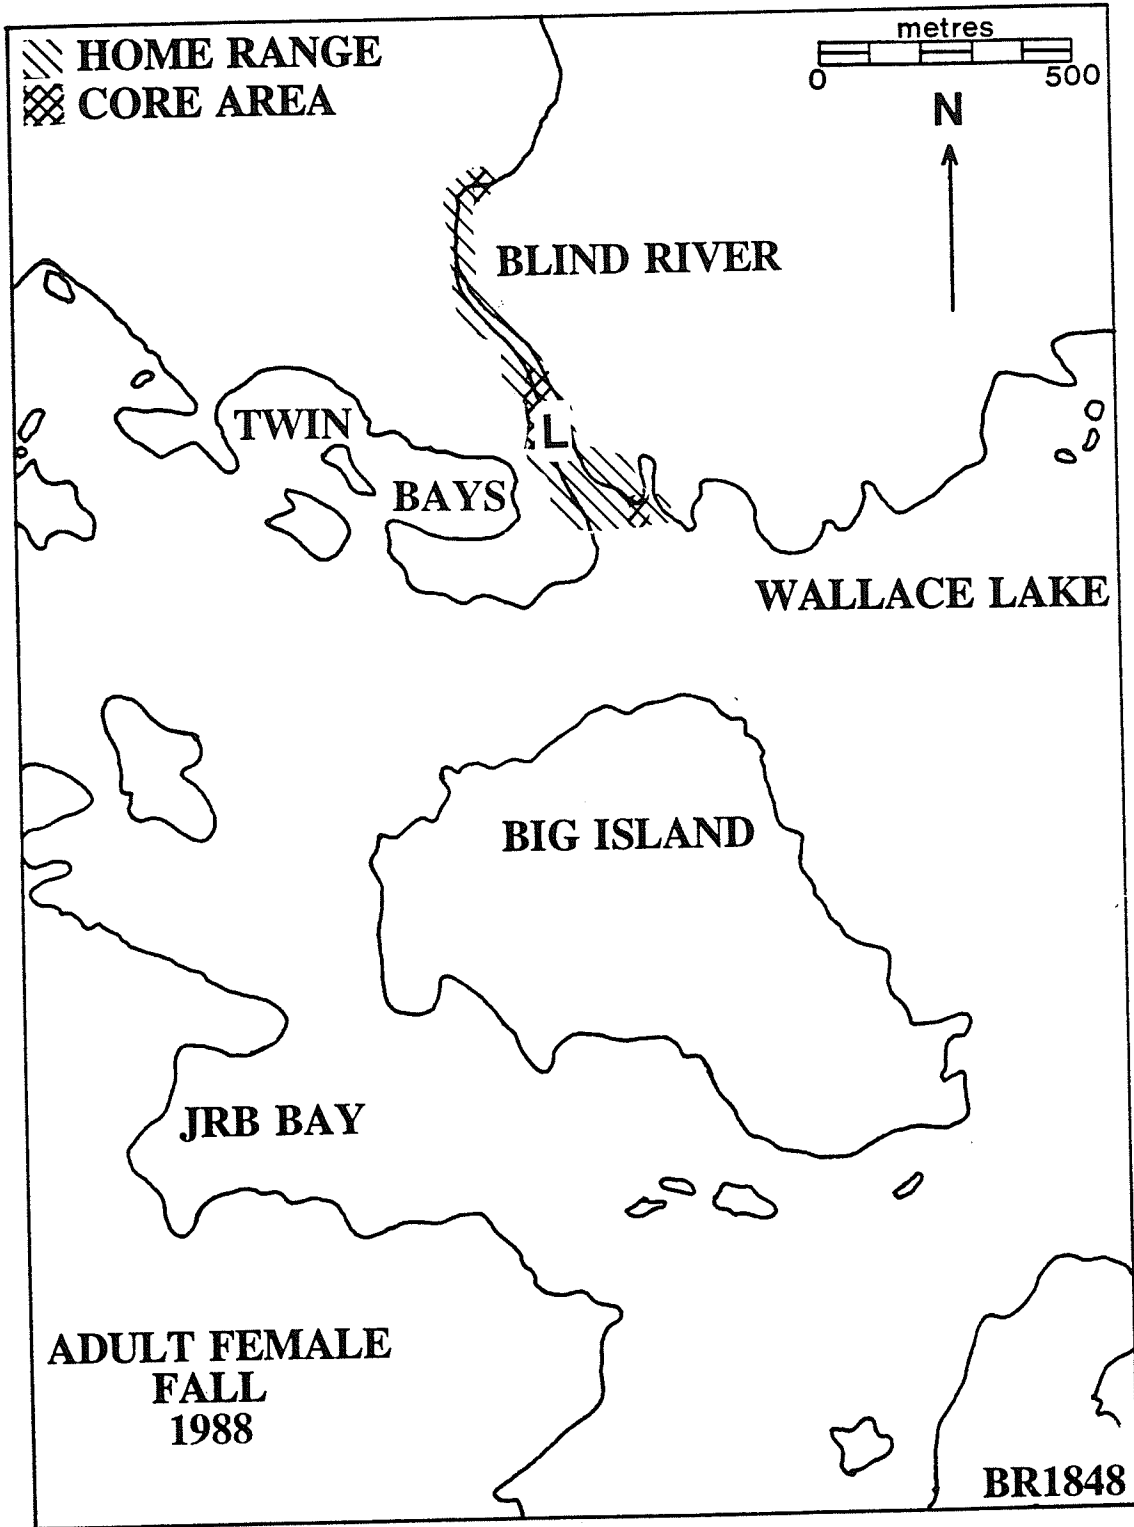 HOME RANGE
CORE AREA
metres
0 500
N
BLIND RIVER
TWIN
L
BAYS
WALLACE LAKE
BIG ISLAND
JRB BAY
ADULT FEMALE
FALL
1988
BR1848